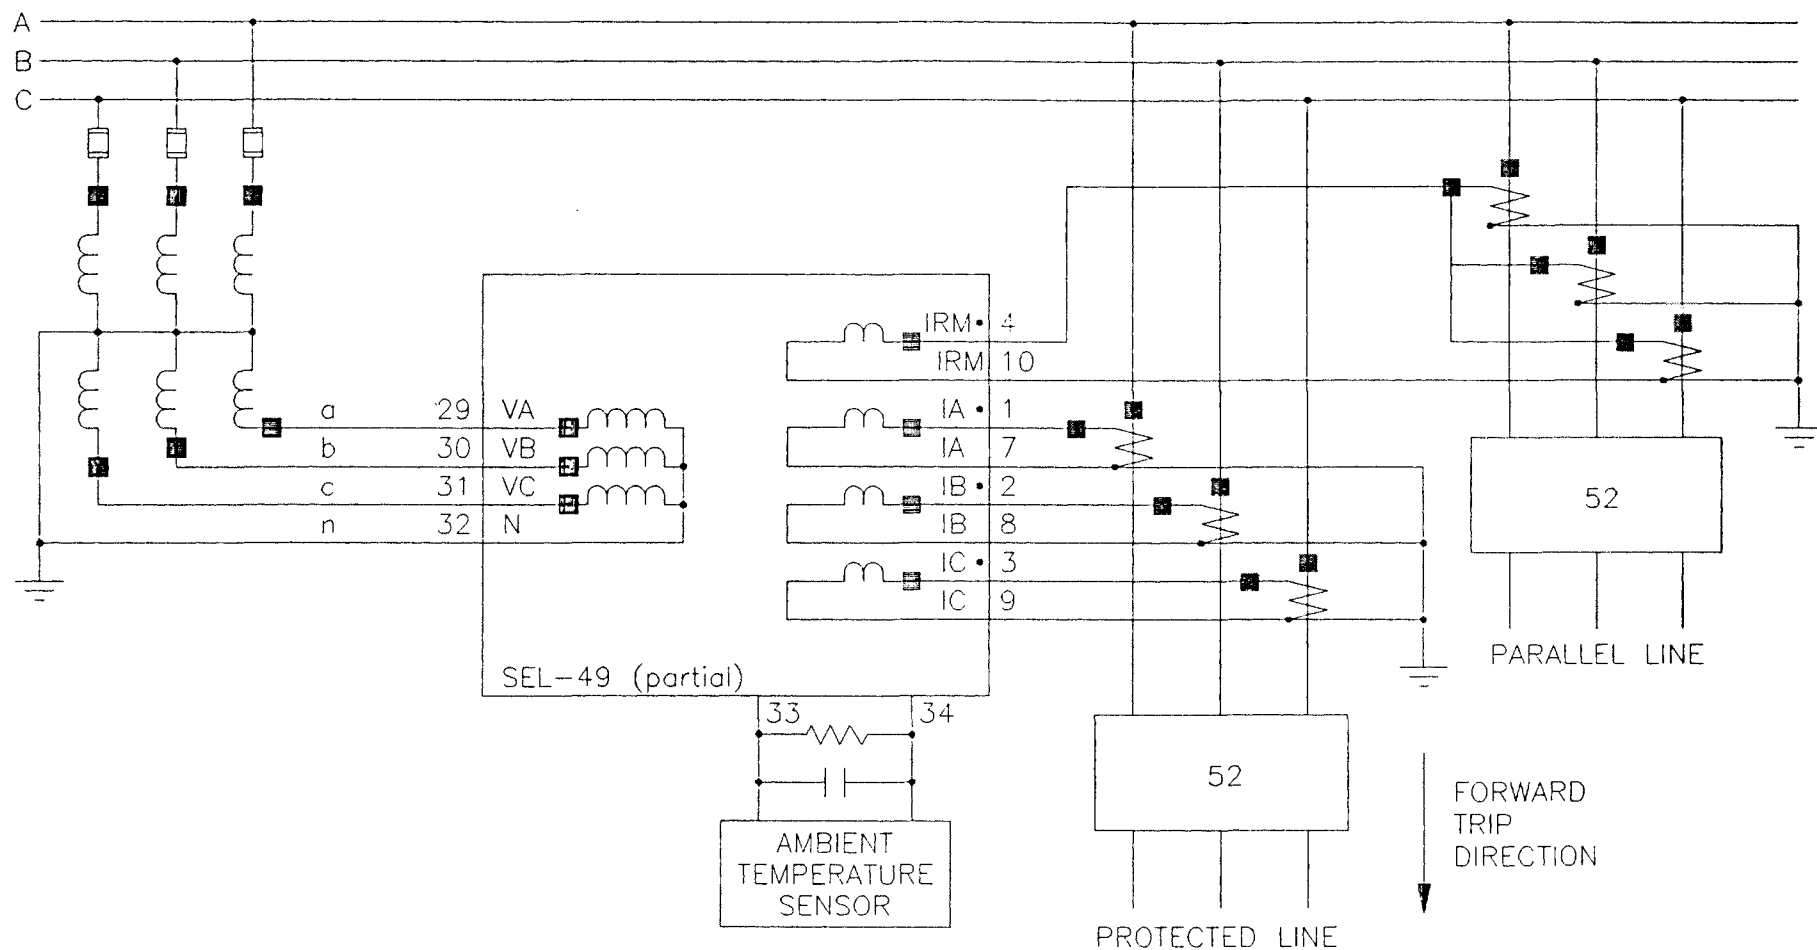 A
B
C
IRM• 4
IRM 10
a 29 VA
IA• 1
b 30 VB
IA 7
c 31 VC
IB• 2
n 32 N
IB 8
IC• 3
IC 9
52
SEL-49 (partial)
PARALLEL LINE
33 34
52
FORWARD
TRIP
DIRECTION
AMBIENT
TEMPERATURE
SENSOR
PROTECTED LINE